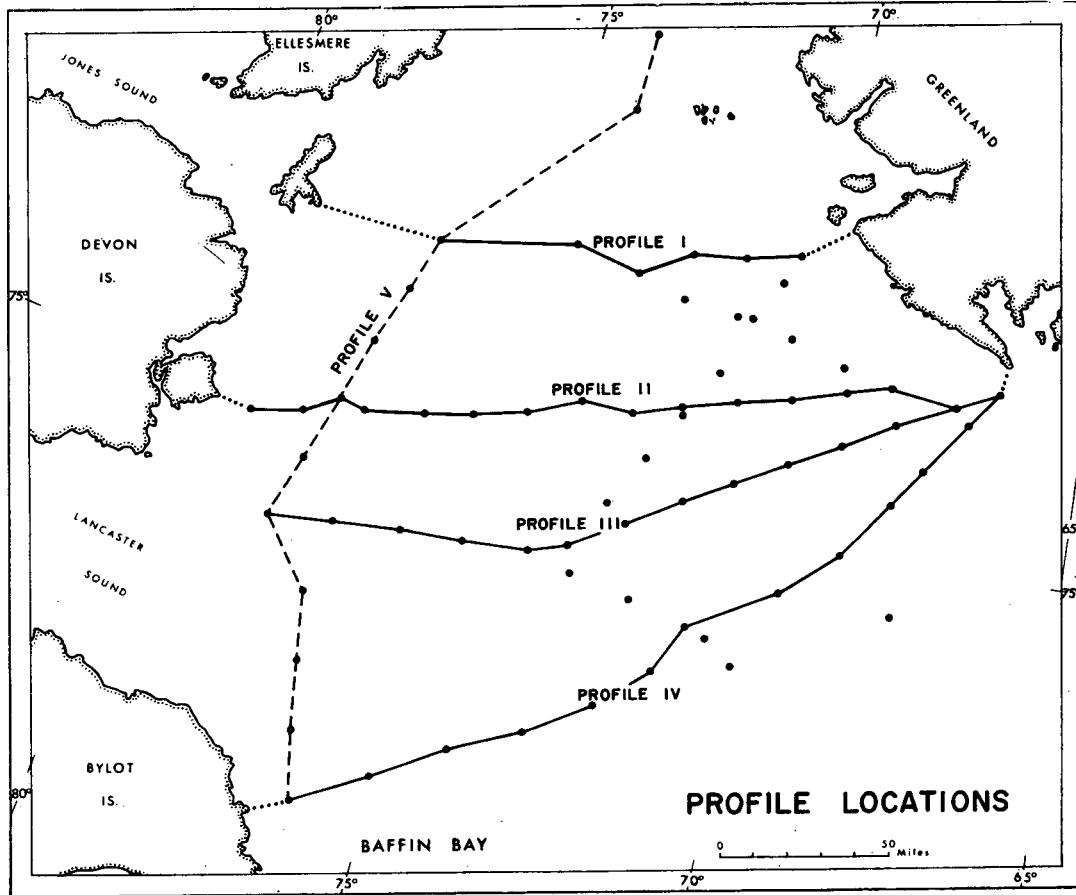 80° 75° 70°
ELLESMERE
IS.
JONES SOUND
GREENLAND
DEVON
IS.
PROFILE I
75°
PROFILE V
PROFILE II
LANCASTER
SOUND
PROFILE III
65°
75°
PROFILE IV
BYLOT
IS.
80°
PROFILE LOCATIONS
BAFFIN BAY
0 50 Miles
75° 70° 65°